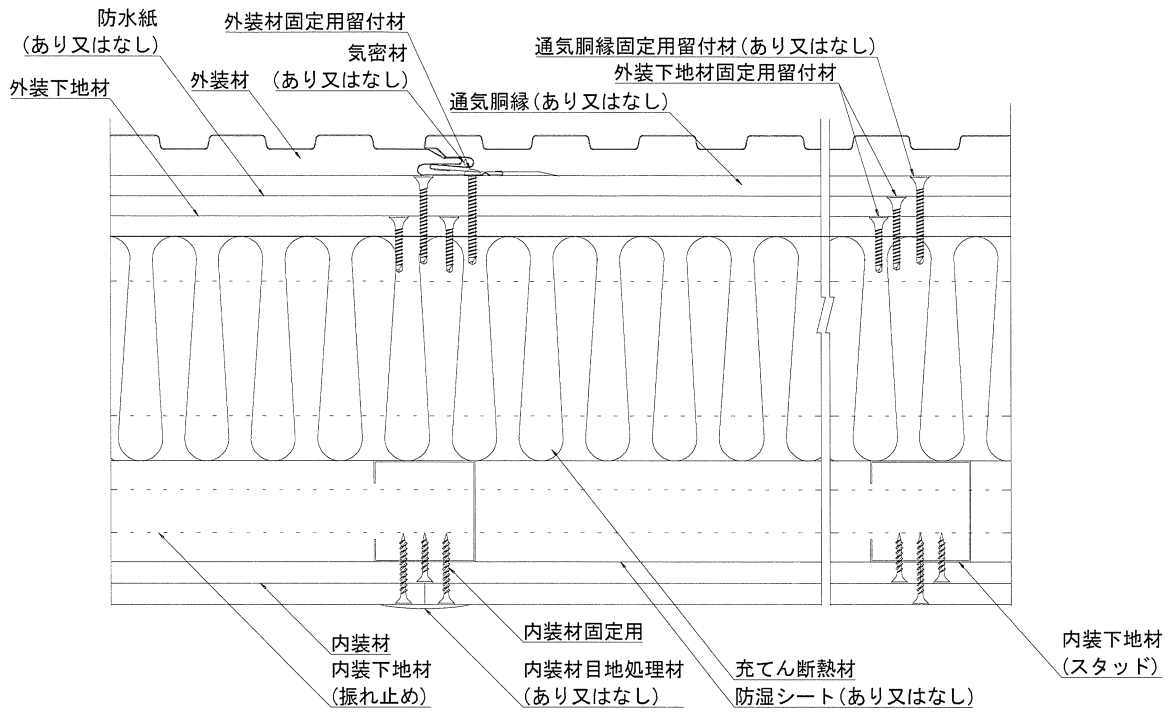 防水紙
(あり又はなし)
外装下地材
外装材
外装材固定用留付材
気密材
(あり又はなし)
通気胴縁(あり又はなし)
通気胴縁固定用留付材(あり又はなし)
外装下地材固定用留付材
内装材
内装下地材
(振れ止め)
内装材固定用
内装材目地処理材
(あり又はなし)
充てん断熱材
防湿シート(あり又はなし)
内装下地材
(スタッド)